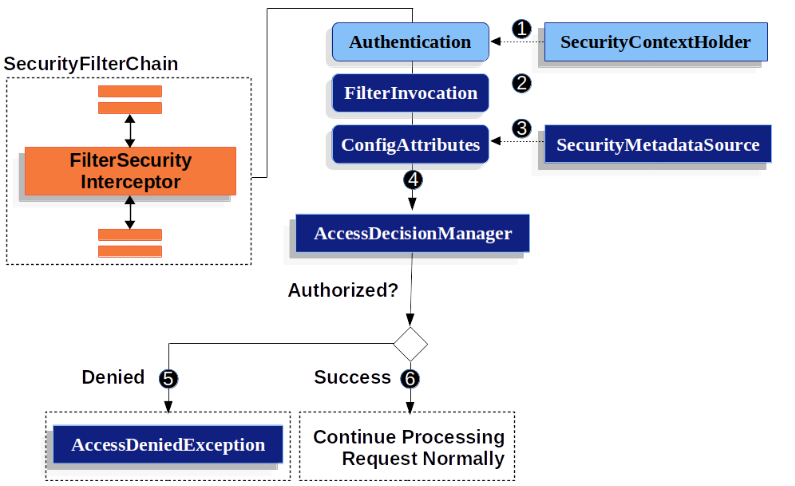 SecurityFilterChain
FilterSecurity
Interceptor
Authentication
1
SecurityContextHolder
FilterInvocation
2
ConfigAttributes
3
SecurityMetadataSource
4
AccessDecisionManager
Authorized?
Denied
5
Success
6
AccessDeniedException
Continue Processing
Request Normally